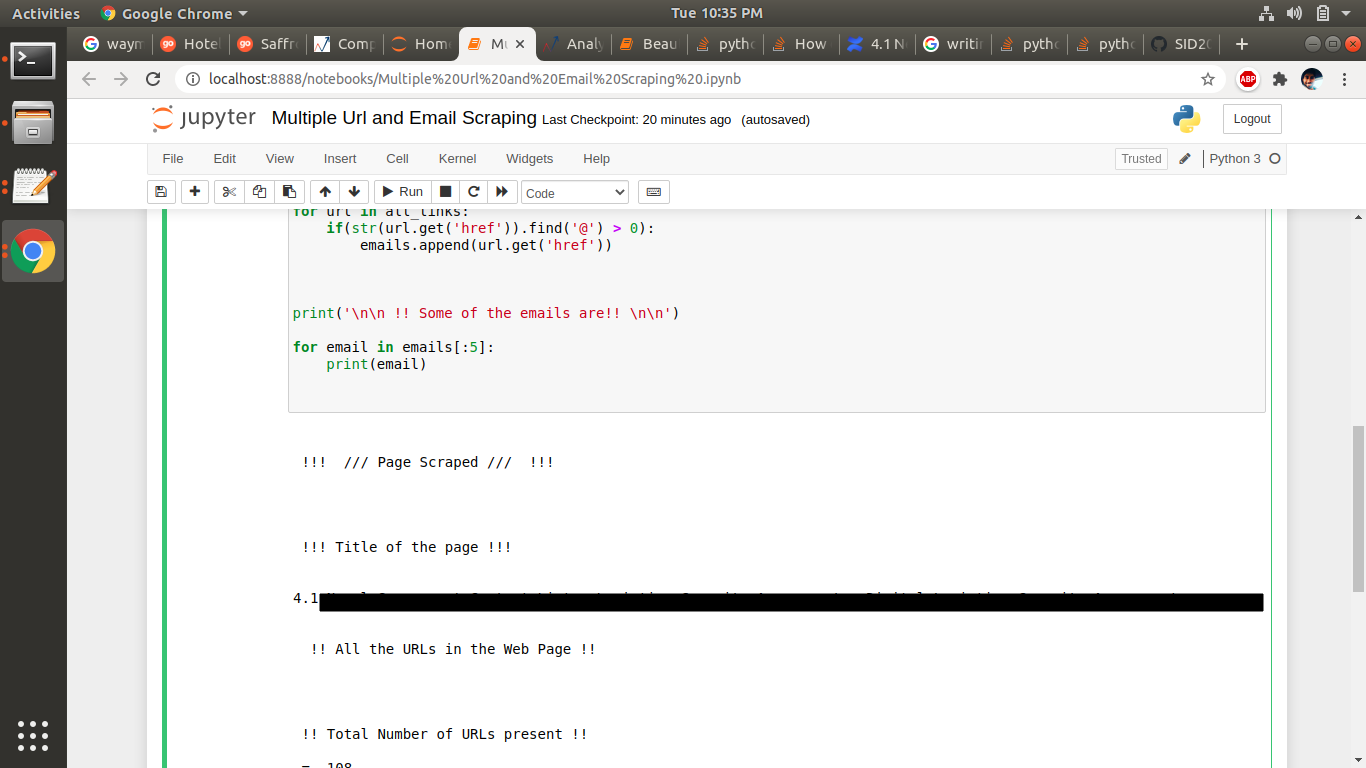 Activities
Google Chrome
Tue 10:35 PM
waym
Hotel
Saffr
Comp
Home
Mu
Analy
Beau
pytho
How
4.1 N
writin
pytho
pytho
SID20
localhost:8888/notebooks/Multiple%20Url%20and%20Email%20Scraping%20.ipynb
ABP
jupyter
Multiple Url and Email Scraping Last Checkpoint: 20 minutes ago (autosaved)
Logout
File Edit View Insert Cell Kernel Widgets Help
Trusted
Python 3
Run
Code
for url in all_links:
if(str(url.get('href')).find('@') > 0):
emails.append(url.get('href'))
print('\n\n !! Some of the emails are!! \n\n')
for email in emails[:5]:
print(email)
!!! /// Page Scraped /// !!!
!!! Title of the page !!!
4.1
!! All the URLs in the Web Page !!
!! Total Number of URLs present !!
= 108